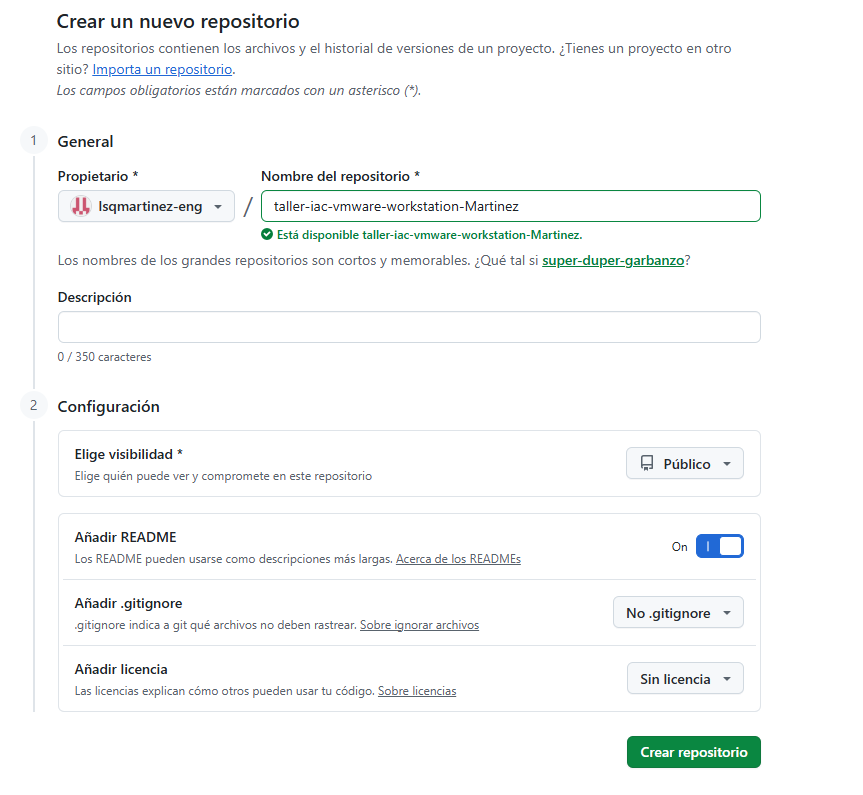 Crear un nuevo repositorio
Los repositorios contienen los archivos y el historial de versiones de un proyecto. ¿Tienes un proyecto en otro
sitio? Importa un repositorio.
Los campos obligatorios están marcados con un asterisco (*).
1
General
Propietario *
Nombre del repositorio *
lsqmartinez-eng
/
taller-iac-vmware-workstation-Martinez
Está disponible taller-iac-vmware-workstation-Martinez.
Los nombres de los grandes repositorios son cortos y memorables. ¿Qué tal si super-duper-garbanzo?
Descripción
0 / 350 caracteres
2
Configuración
Elige visibilidad *
Elige quién puede ver y compromete en este repositorio
Público
Añadir README
Los README pueden usarse como descripciones más largas. Acerca de los READMEs
On
Añadir .gitignore
.gitignore indica a git qué archivos no deben rastrear. Sobre ignorar archivos
No .gitignore
Añadir licencia
Las licencias explican cómo otros pueden usar tu código. Sobre licencias
Sin licencia
Crear repositorio